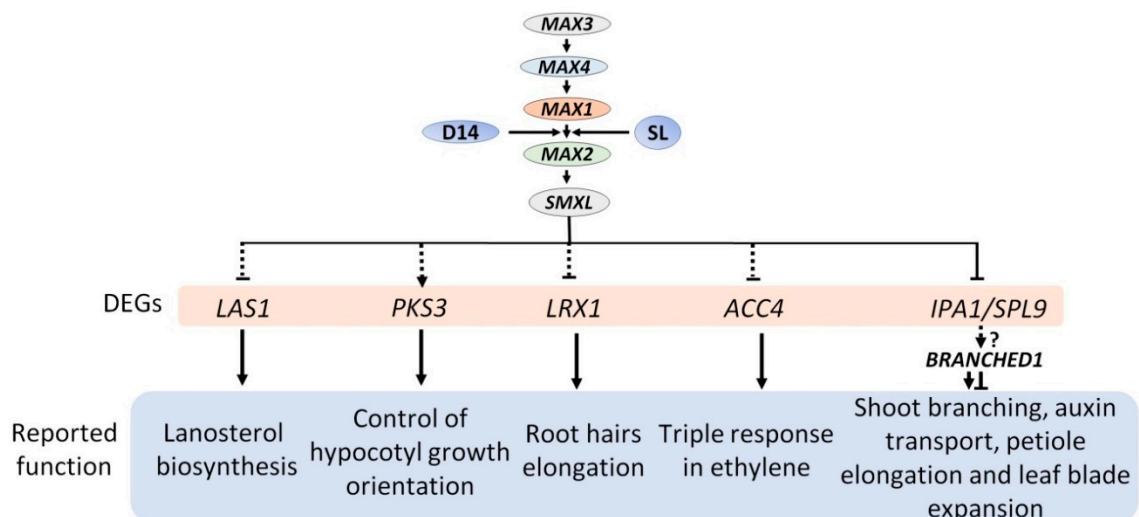 MAX3
MAX4
MAX1
D14
SL
MAX2
SMXL
DEGs
LAS1
PKS3
LRX1
ACC4
IPA1/SPL9
?
BRANCHED1
Reported
function
Lanosterol
biosynthesis
Control of
hypocotyl growth
orientation
Root hairs
elongation
Triple response
in ethylene
Shoot branching, auxin
transport, petiole
elongation and leaf blade
expansion